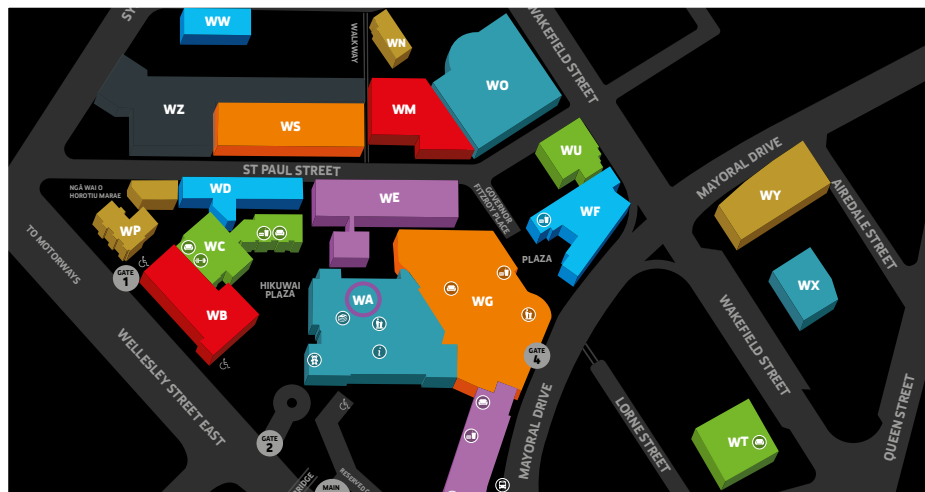 SY
WW
WALKWAY
WN
WAKEFIELD STREET
WO
WZ
WS
WM
WU
MAYORAL DRIVE
ST PAUL STREET
NGĀ WAI O
HOROTIU MARAE
WD
WE
GOVERNOR
FITZROY PLACE
WF
WY
AIREDALE STREET
WP
WC
TO MOTORWAYS
GATE
1
HIKUWAI
PLAZA
PLAZA
WA
WG
WX
WB
i
GATE
4
WAKEFIELD STREET
WELLESLEY STREET EAST
MAYORAL DRIVE
LORNE STREET
QUEEN STREET
WT
GATE
2
MAIN